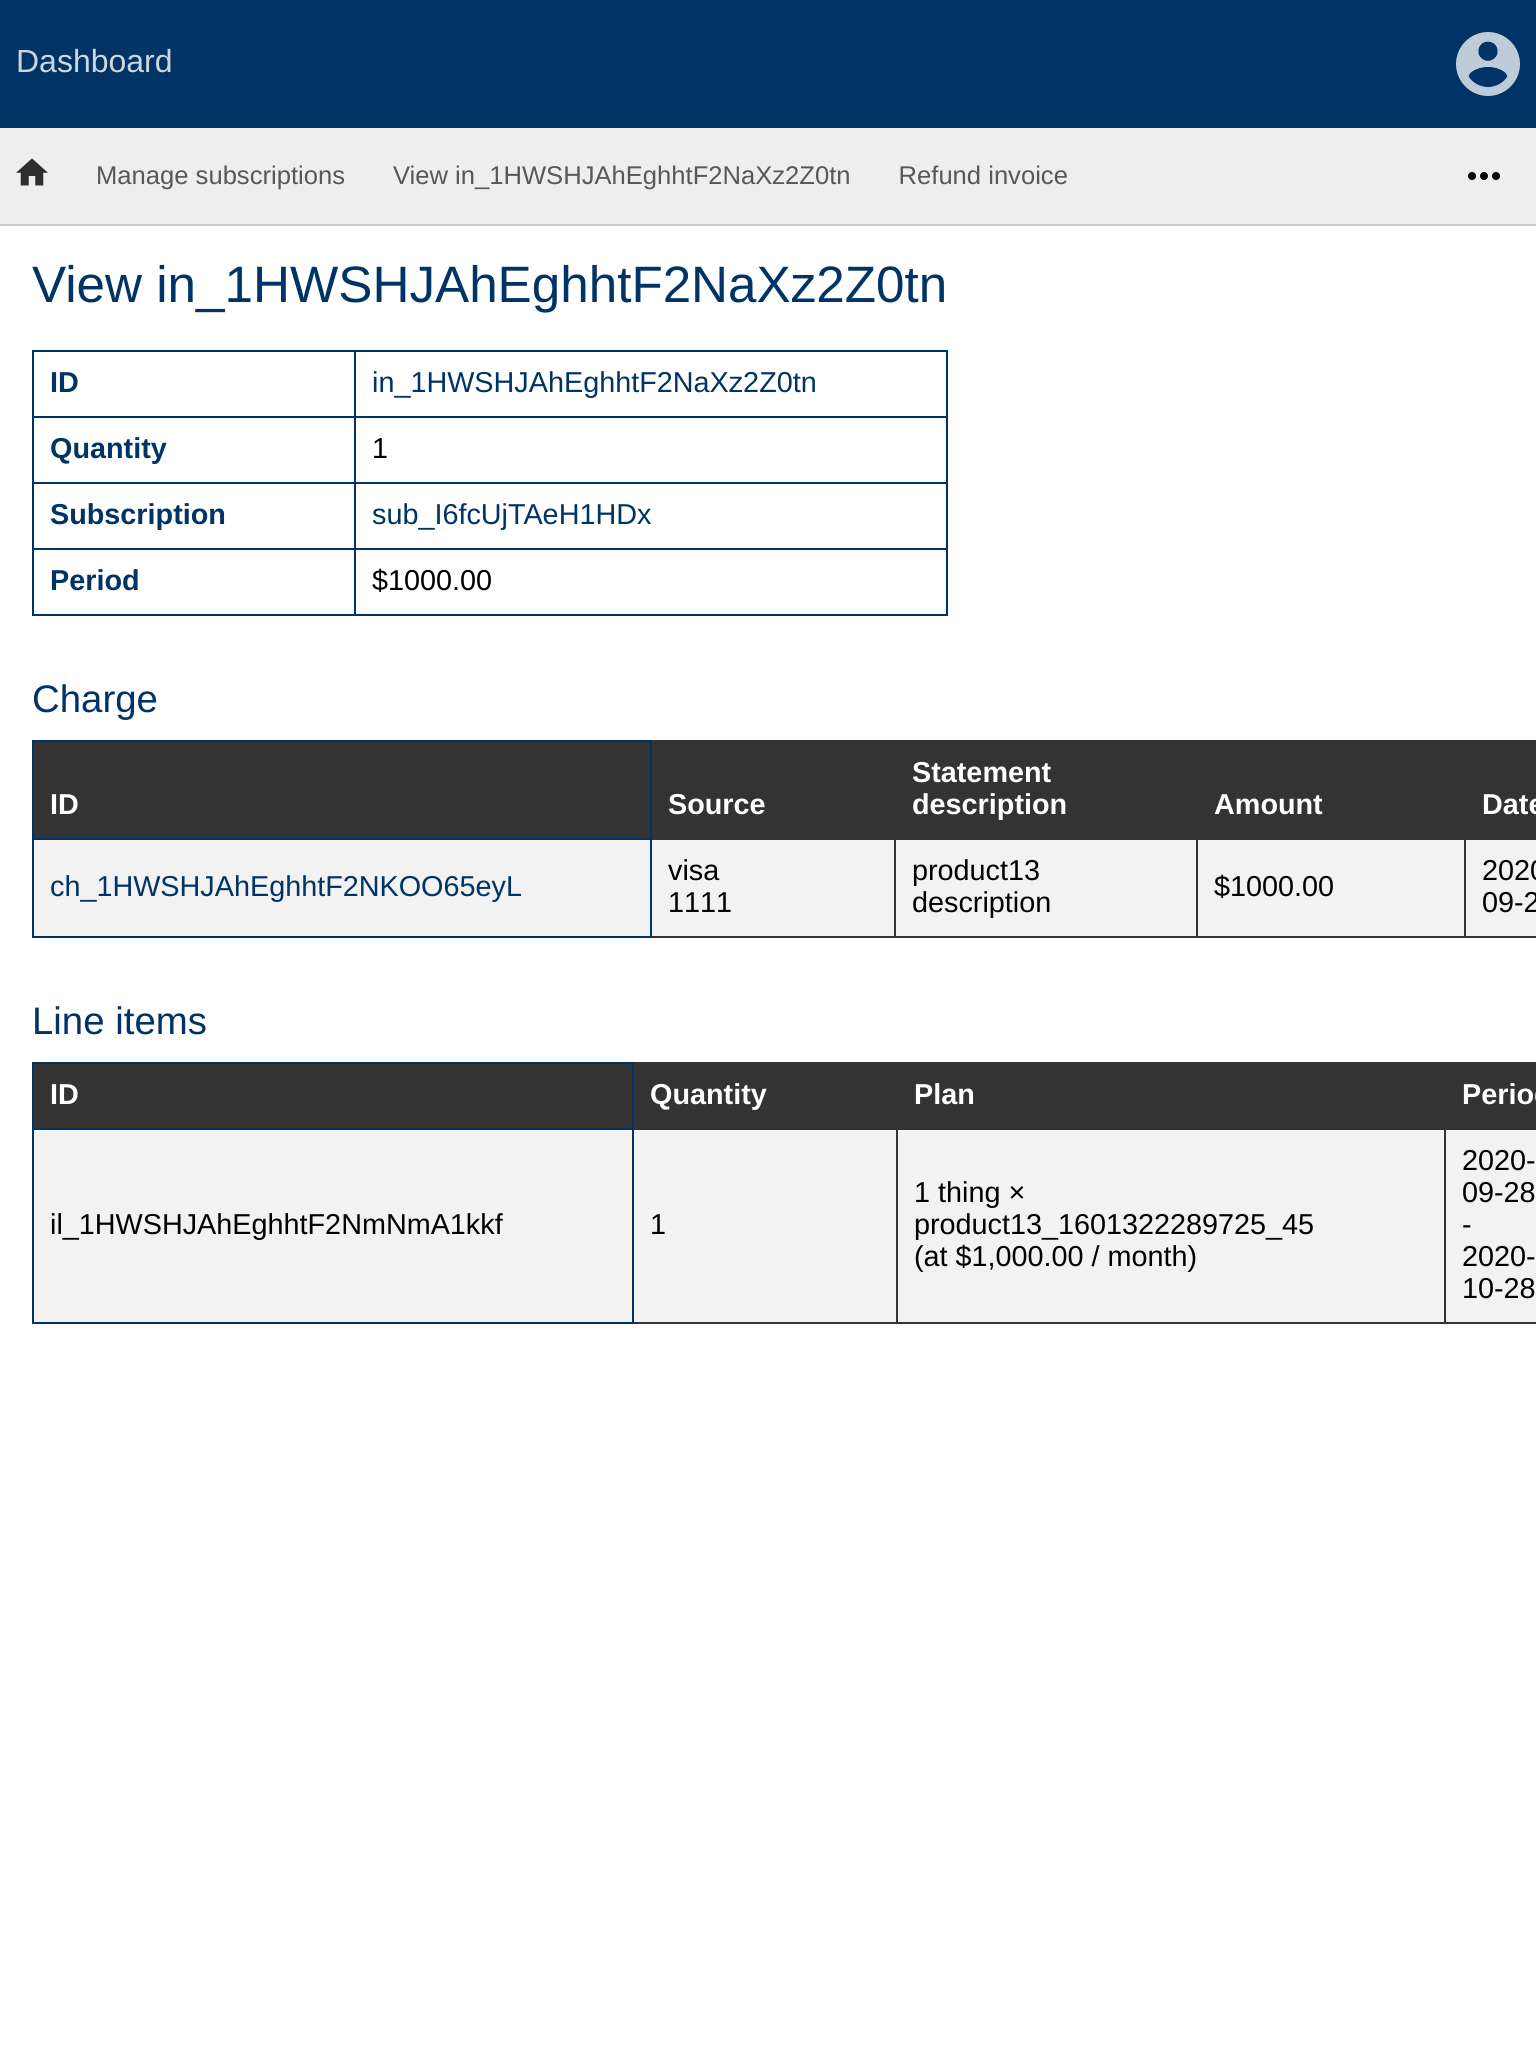 Dashboard
Manage subscriptions View in_1HWSHJAhEghhtF2NaXz2Z0tn Refund invoice
View in_1HWSHJAhEghhtF2NaXz2Z0tn
ID in_1HWSHJAhEghhtF2NaXz2Z0tn
Quantity 1
Subscription sub_I6fcUjTAeH1HDx
Period $1000.00
Charge
ID Source Statement description Amount Date
ch_1HWSHJAhEghhtF2NKOO65eyL visa 1111 product13 description $1000.00 2020 09-2
Line items
ID Quantity Plan Perio
il_1HWSHJAhEghhtF2NmNmA1kkf 1 1 thing × product13_1601322289725_45 (at $1,000.00 / month) 2020-09-28 - 2020-10-28